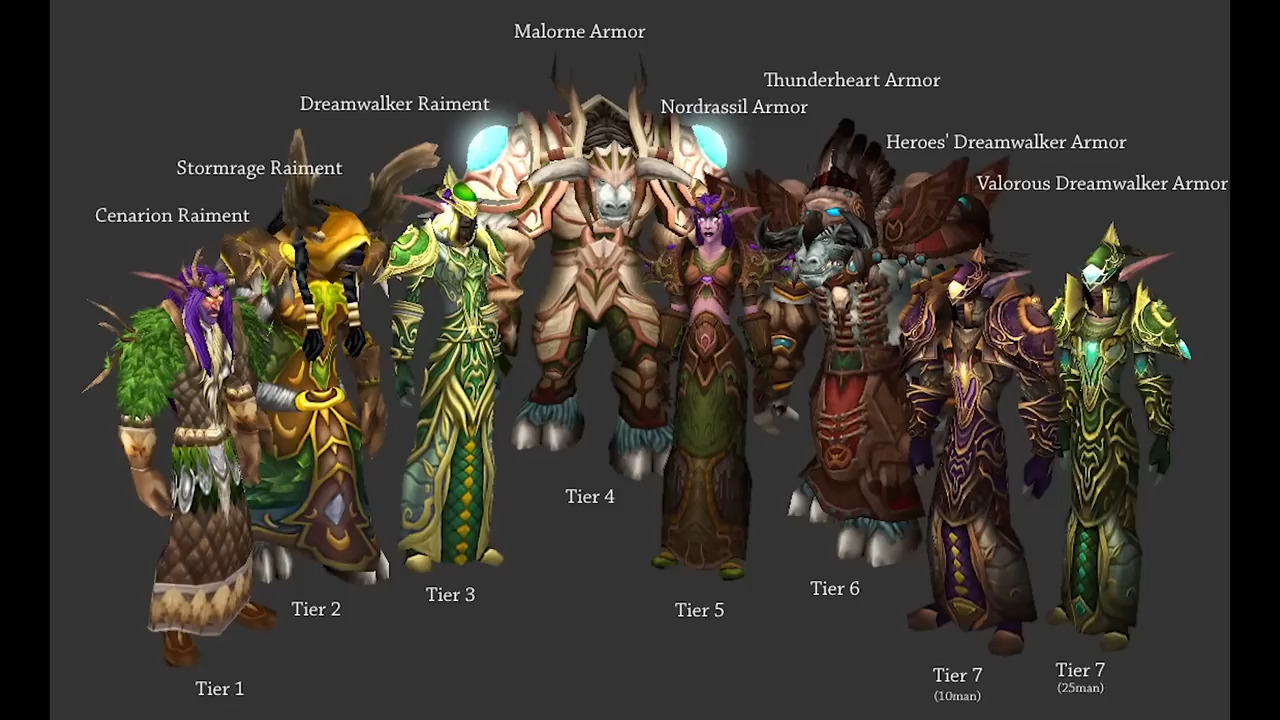 Malorne Armor
Thunderheart Armor
Dreamwalker Raiment
Nordrassil Armor
Heroes' Dreamwalker Armor
Stormrage Raiment
Valorous Dreamwalker Armor
Cenarion Raiment
Tier 4
Tier 6
Tier 3
Tier 2
Tier 5
Tier 7
(25man)
Tier 7
(10man)
Tier 1